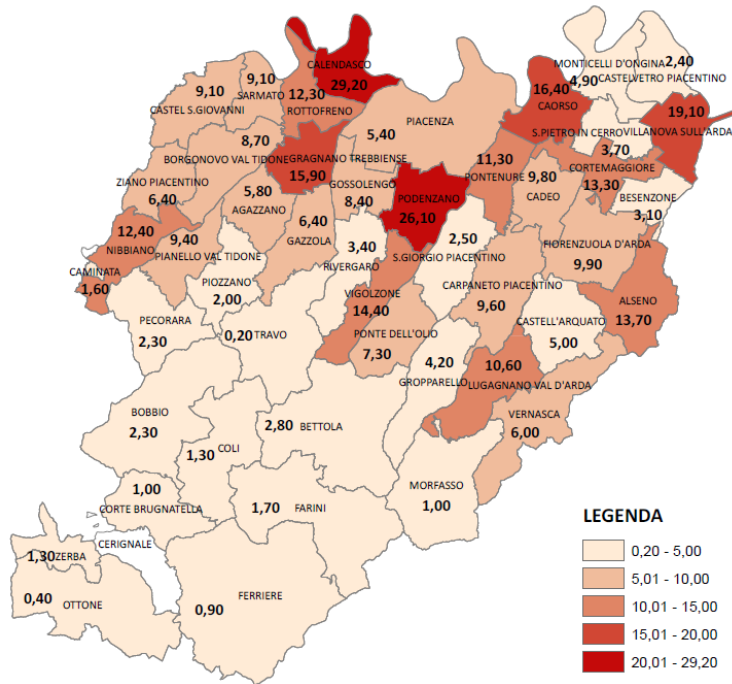 CALENDASCO
29,20
MONTICELLI D'ONGINA
2,40
4,90
CASTELVETRO PIACENTINO
9,10
CASTEL S.GIOVANNI
9,10
SARMATO
12,30
ROTTOFRENO
16,40
CAORSO
19,10
S.PIETRO IN CERRO
VILLANOVA SULL'ARDA
3,70
5,40
PIACENZA
8,70
BORGONOVO VAL TIDONE
GRAGNANO TREBBIENSE
15,90
11,30
PONTENURE
9,80
CADEO
CORTEMAGGIORE
13,30
BESENZONE
3,10
ZIANO PIACENTINO
6,40
5,80
AGAZZANO
GOSSOLENGO
8,40
PODENZANO
26,10
12,40
NIBBIANO
9,40
PIANELLO VAL TIDONE
6,40
GAZZOLA
3,40
RIVERGARO
2,50
S.GIORGIO PIACENTINO
FIORENZUOLA D'ARDA
9,90
CAMINATA
1,60
PIOZZANO
2,00
VIGOLZONE
14,40
CARPANETO PIACENTINO
9,60
ALSENO
13,70
PECORARA
2,30
0,20
TRAVO
PONTE DELL'OLIO
7,30
CASTELL'ARQUATO
5,00
4,20
GROPPARELLO
10,60
LUGAGNANO VAL D'ARDA
BOBBIO
2,30
2,80
BETTOLA
VERNASCA
6,00
1,30
COLI
1,00
CORTE BRUGNATELLA
1,70
FARINI
MORFASSO
1,00
CERIGNALE
1,30
ZERBA
0,40
OTTONE
0,90
FERRIERE
LEGENDA
0,20 - 5,00
5,01 - 10,00
10,01 - 15,00
15,01 - 20,00
20,01 - 29,20